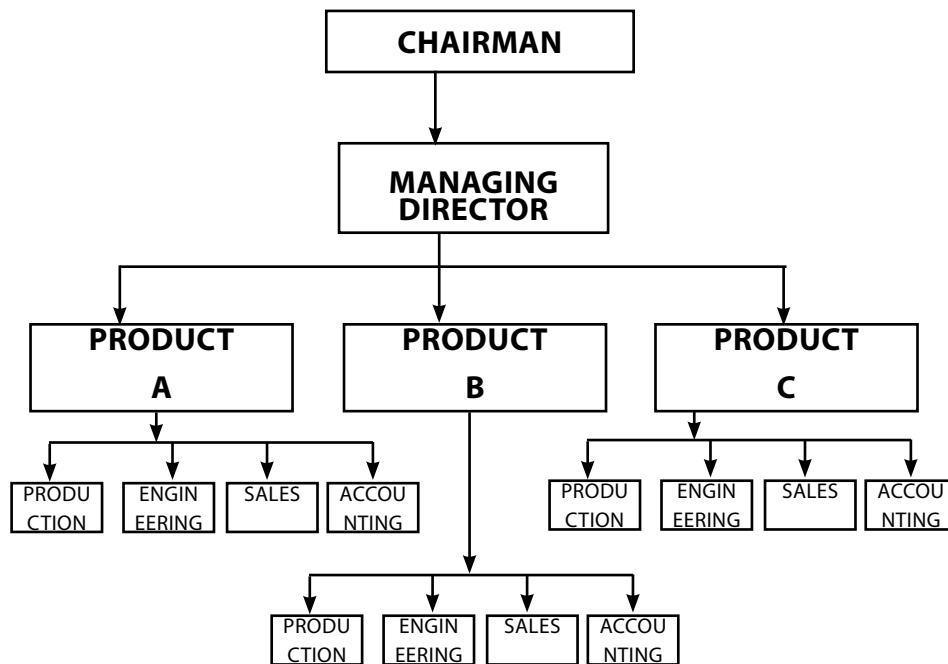 CHAIRMAN
MANAGING
DIRECTOR
PRODUCT
A
PRODUCT
B
PRODUCT
C
PRODU
CTION
ENGIN
EERING
SALES
ACCOU
NTING
PRODU
CTION
ENGIN
EERING
SALES
ACCOU
NTING
PRODU
CTION
ENGIN
EERING
SALES
ACCOU
NTING